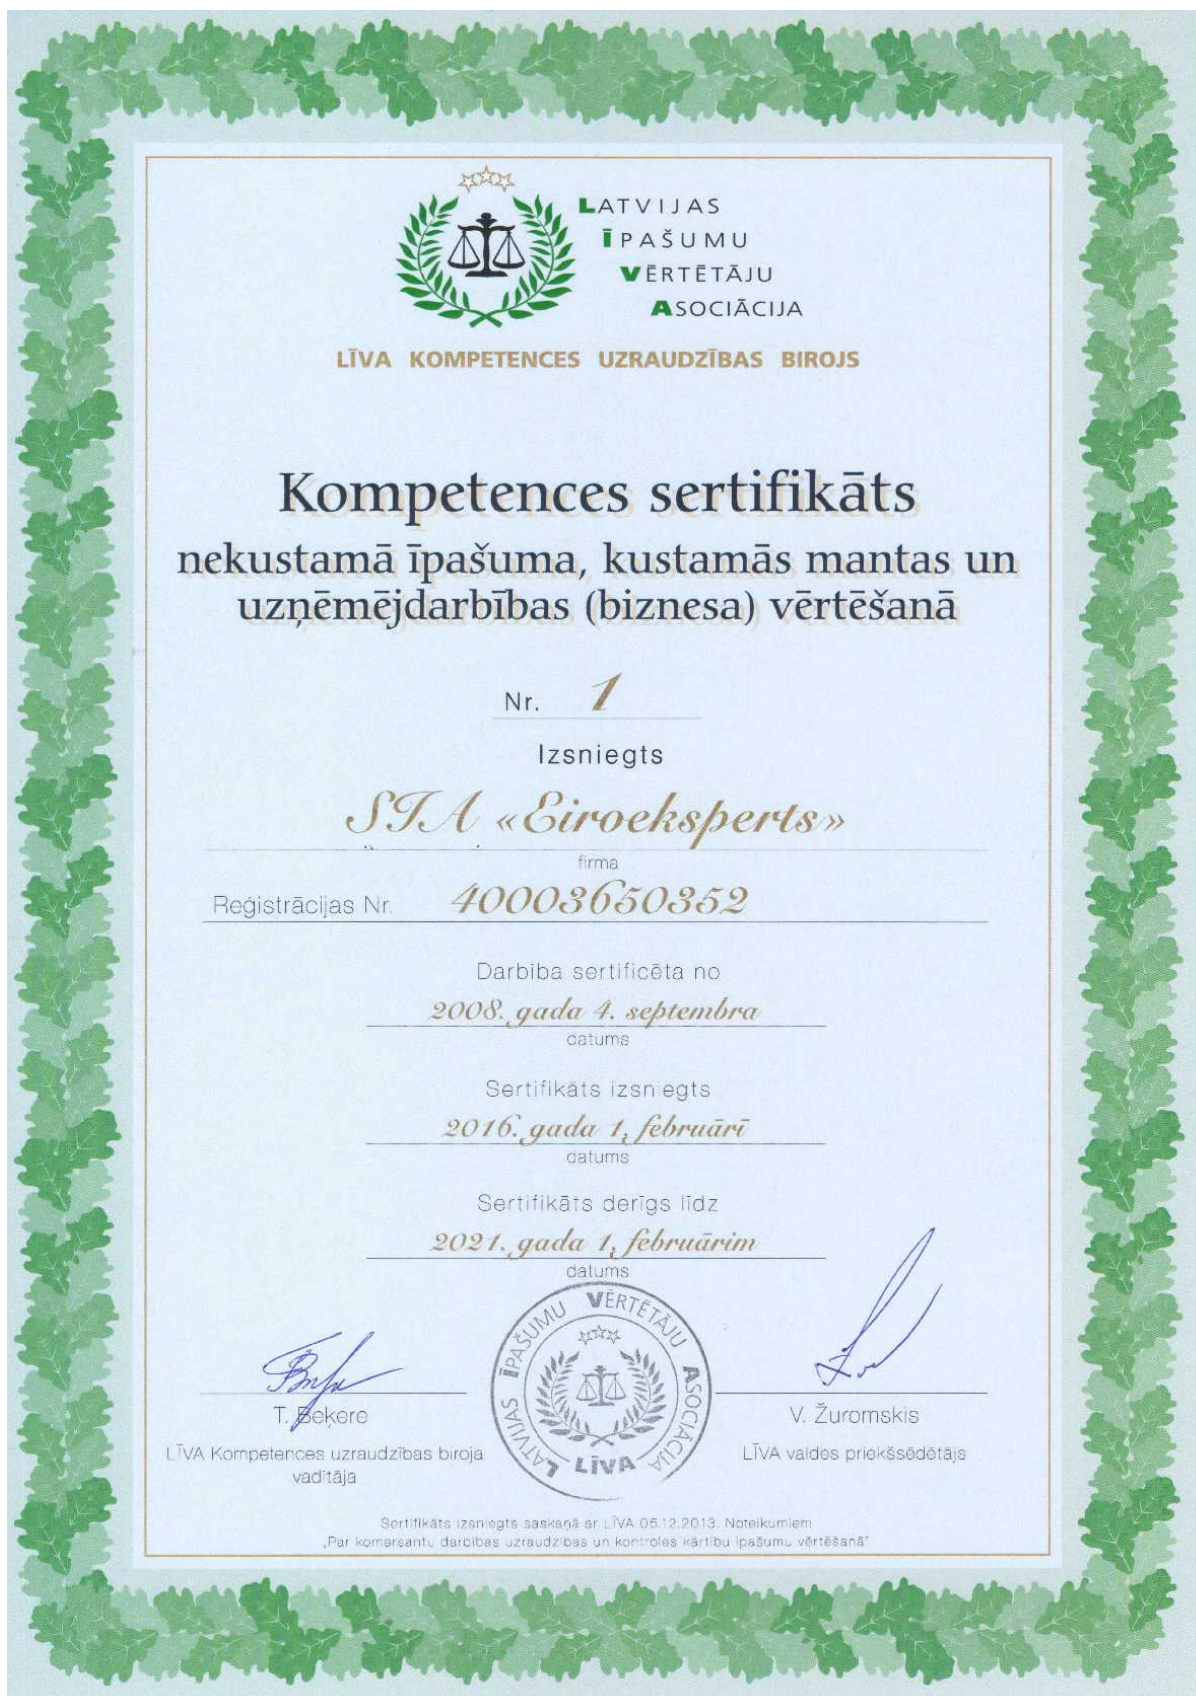 LATVIJAS
ĪPAŠUMU
VĒRTĒTĀJU
ASOCIĀCIJA
LĪVA KOMPETENCES UZRAUDZĪBAS BIROJS
Kompetences sertifikāts
nekustamā īpašuma, kustamās mantas un
uzņēmējdarbības (biznesa) vērtēšanā
Nr. 1
Izsniegts
SIA «Eiroeksperts»
firma
Reģistrācijas Nr. 40003650352
Darbība sertificēta no
2008. gada 4. septembra
datums
Sertifikāts izsniegts
2016. gada 1. februārī
datums
Sertifikāts derīgs līdz
2021. gada 1. februārim
datums
LATVIJAS ĪPAŠUMU VĒRTĒTĀJU ASOCIĀCIJA
LĪVA
T. Beķere
V. Žuromskis
LĪVA Kompetences uzraudzības biroja
vadītāja
LĪVA valdes priekšsēdētājs
Sertifikāts izsniegts saskaņā ar LĪVA 05.12.2013. Noteikumiem
„Par komersantu darbības uzraudzības un kontroles kārtību īpašumu vērtēšanā"